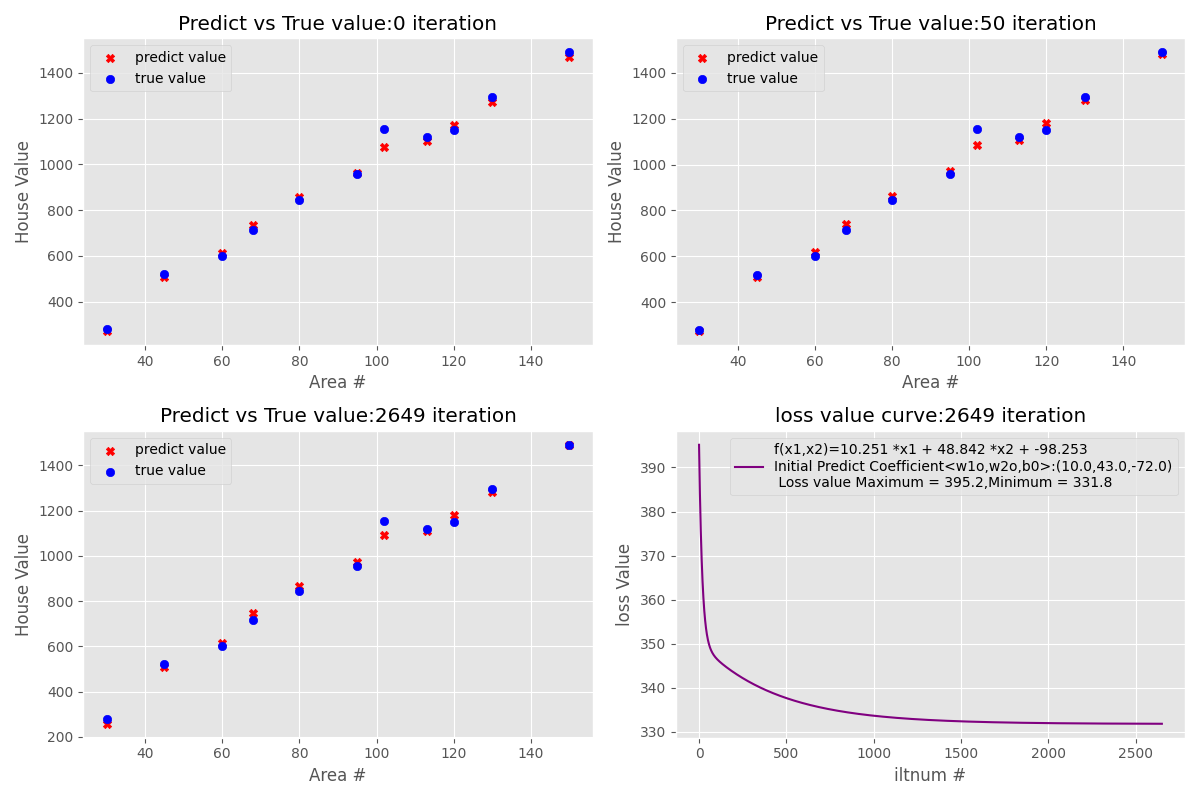 Predict vs True value:0 iteration
predict value
true value
1400
1200
1000
800
600
400
House Value
40 60 80 100 120 140
Area #
Predict vs True value:50 iteration
predict value
true value
1400
1200
1000
800
600
400
House Value
40 60 80 100 120 140
Area #
Predict vs True value:2649 iteration
predict value
true value
1400
1200
1000
800
600
400
200
House Value
40 60 80 100 120 140
Area #
loss value curve:2649 iteration
f(x1,x2)=10.251 *x1 + 48.842 *x2 + -98.253
Initial Predict Coefficient<w1o,w2o,b0>:(10.0,43.0,-72.0)
Loss value Maximum = 395.2,Minimum = 331.8
390
380
370
360
350
340
330
loss Value
0 500 1000 1500 2000 2500
iltnum #